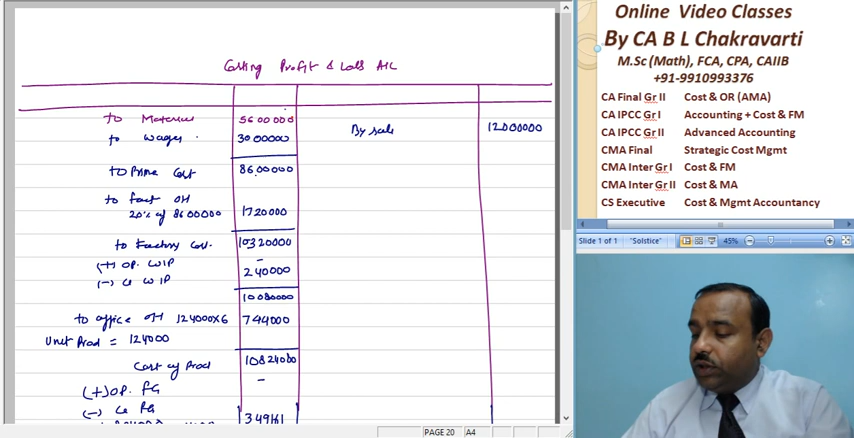 Costing Profit & Loss A/C
To Materials 5600000
To Wages 3000000
By sale 12000000
To Prime Cost 8600000
To fact OH
20% of 8600000 1720000
To Factory Cost 10320000
(+) OP. WIP -
(-) Cl WIP 240000
10080000
To office OH 124000x6 744000
Unit Prod = 124000
Cost of Prod 10824000
(+) OP. FG -
(-) Cl FG
349161
PAGE 20 A4
Online Video Classes
By CA B L Chakravarti
M.Sc (Math), FCA, CPA, CAIIB
+91-9910993376
CA Final Gr II Cost & OR (AMA)
CA IPCC Gr I Accounting + Cost & FM
CA IPCC Gr II Advanced Accounting
CMA Final Strategic Cost Mgmt
CMA Inter Gr I Cost & FM
CMA Inter Gr II Cost & MA
CS Executive Cost & Mgmt Accountancy
Slide 1 of 1 "Solstice" 45%